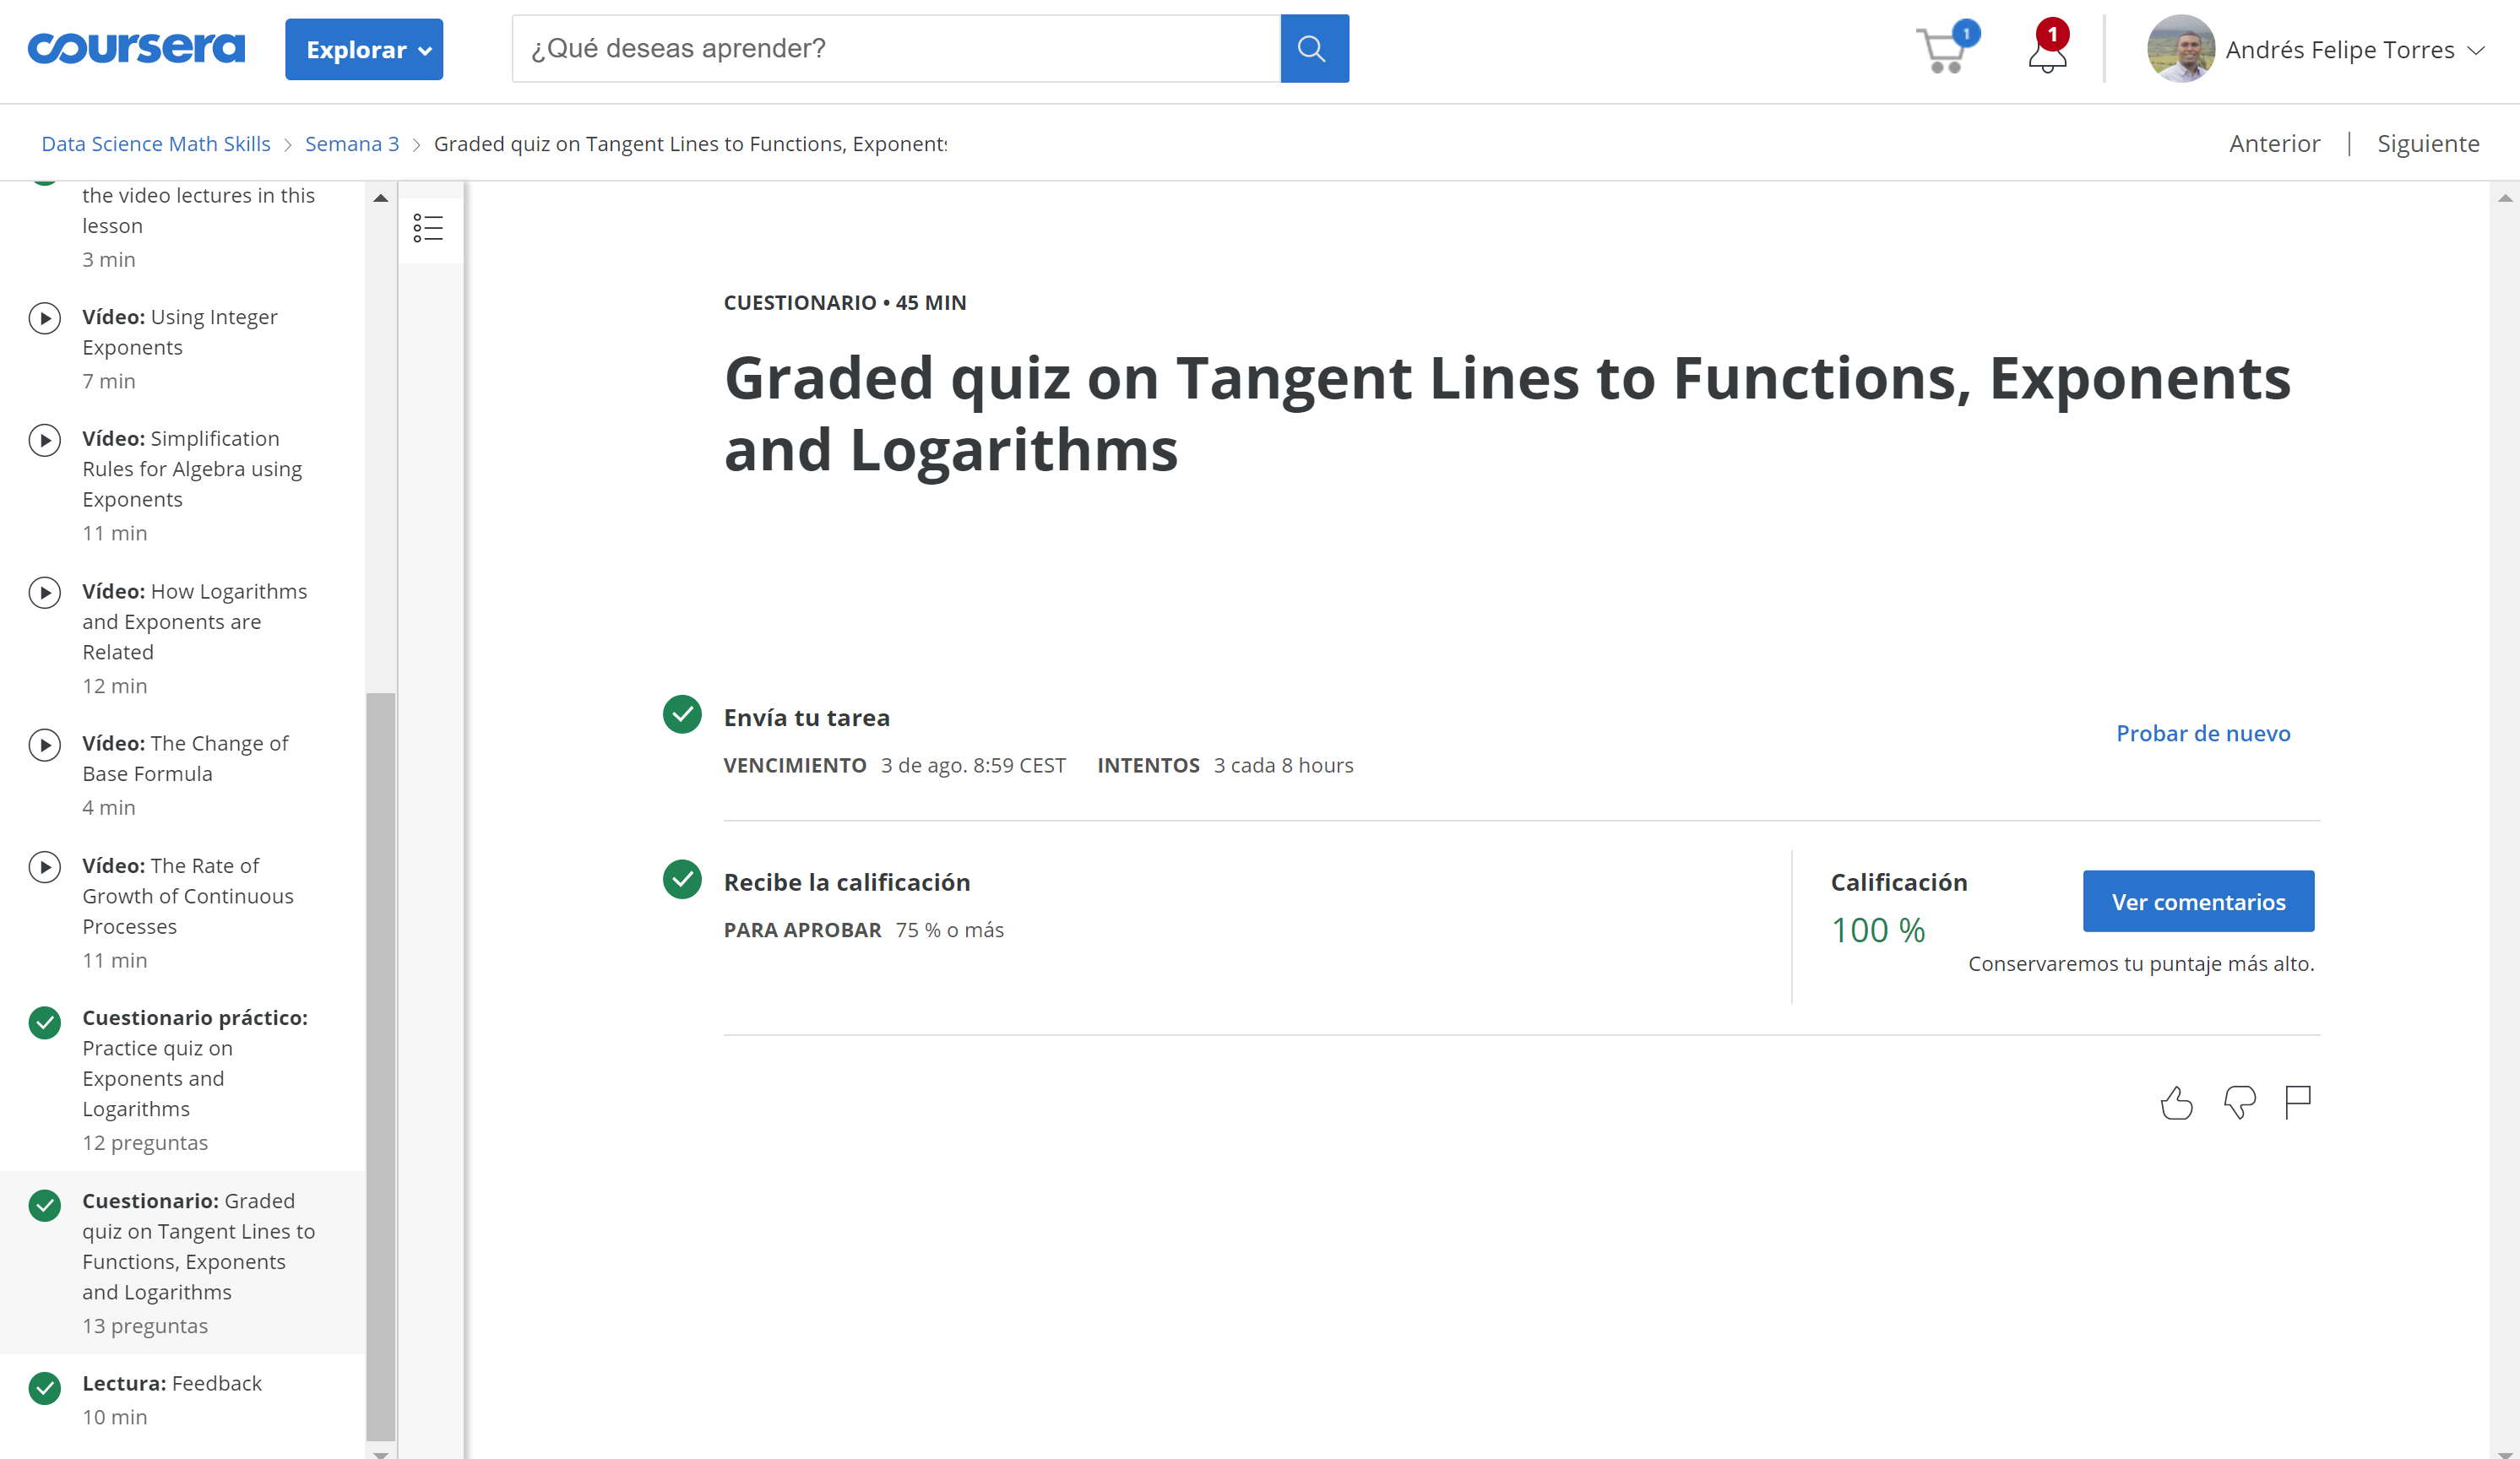 coursera
Explorar
¿Qué deseas aprender?
1
1
Andrés Felipe Torres
Data Science Math Skills
Semana 3
Graded quiz on Tangent Lines to Functions, Exponents
Anterior
Siguiente
the video lectures in this
lesson
3 min
Vídeo: Using Integer
Exponents
7 min
Vídeo: Simplification
Rules for Algebra using
Exponents
11 min
Vídeo: How Logarithms
and Exponents are
Related
12 min
Vídeo: The Change of
Base Formula
4 min
Vídeo: The Rate of
Growth of Continuous
Processes
11 min
Cuestionario práctico:
Practice quiz on
Exponents and
Logarithms
12 preguntas
Cuestionario: Graded
quiz on Tangent Lines to
Functions, Exponents
and Logarithms
13 preguntas
Lectura: Feedback
10 min
CUESTIONARIO • 45 MIN
Graded quiz on Tangent Lines to Functions, Exponents
and Logarithms
Envía tu tarea
VENCIMIENTO 3 de ago. 8:59 CEST INTENTOS 3 cada 8 hours
Probar de nuevo
Recibe la calificación
PARA APROBAR 75 % o más
Calificación
100 %
Ver comentarios
Conservaremos tu puntaje más alto.